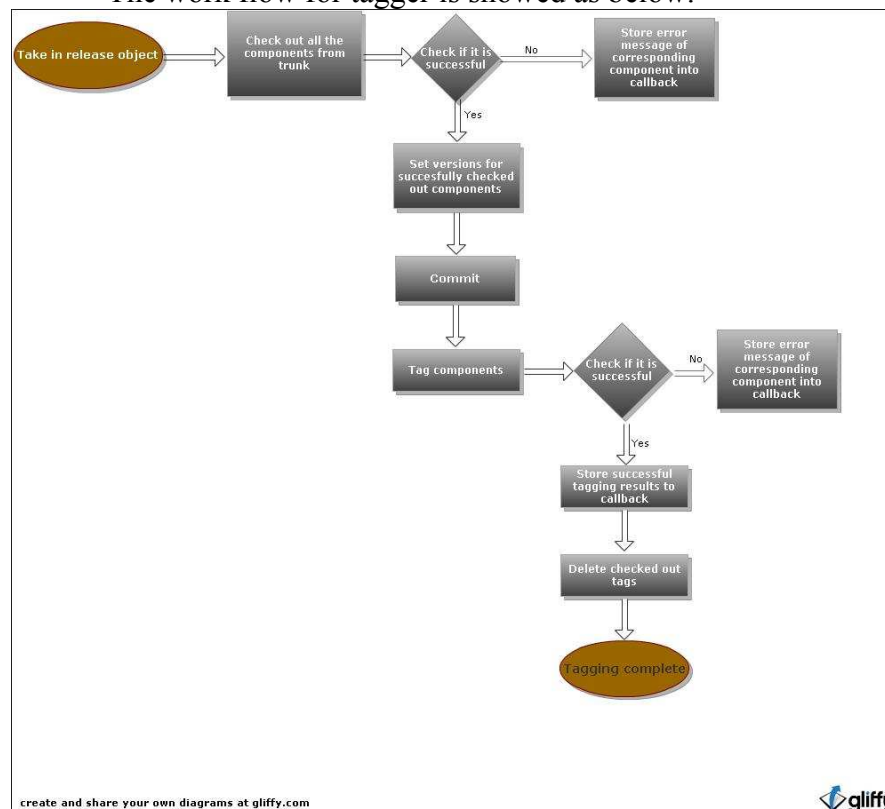 The work flow for tagger is showed as below:
Take in release object
Check out all the
components from
trunk
Check if it is
successful
No
Store error
message of
corresponding
component into
callback
Yes
Set versions for
succesfully checked
out components
Commit
Tag components
Check if it is
successful
No
Store error
message of
corresponding
component into
callback
Yes
Store successful
tagging results to
callback
Delete checked out
tags
Tagging complete
create and share your own diagrams at gliffy.com
gliffy